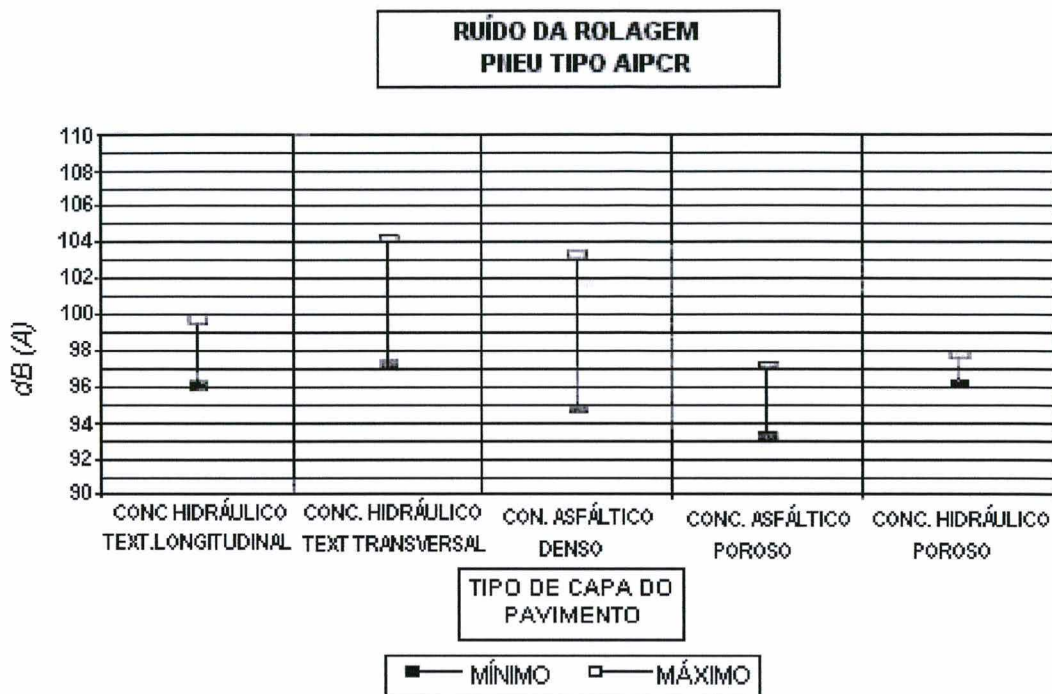 RUÍDO DA ROLAGEM
PNEU TIPO AIPCR
110
108
106
104
102
100
98
96
94
92
90
dB (A)
CONC HIDRÁULICO
TEXT.LONGITUDINAL
CONC. HIDRÁULICO
TEXT TRANSVERSAL
CON. ASFÁLTICO
DENSO
CONC. ASFÁLTICO
POROSO
CONC. HIDRÁULICO
POROSO
TIPO DE CAPA DO
PAVIMENTO
MÍNIMO MÁXIMO